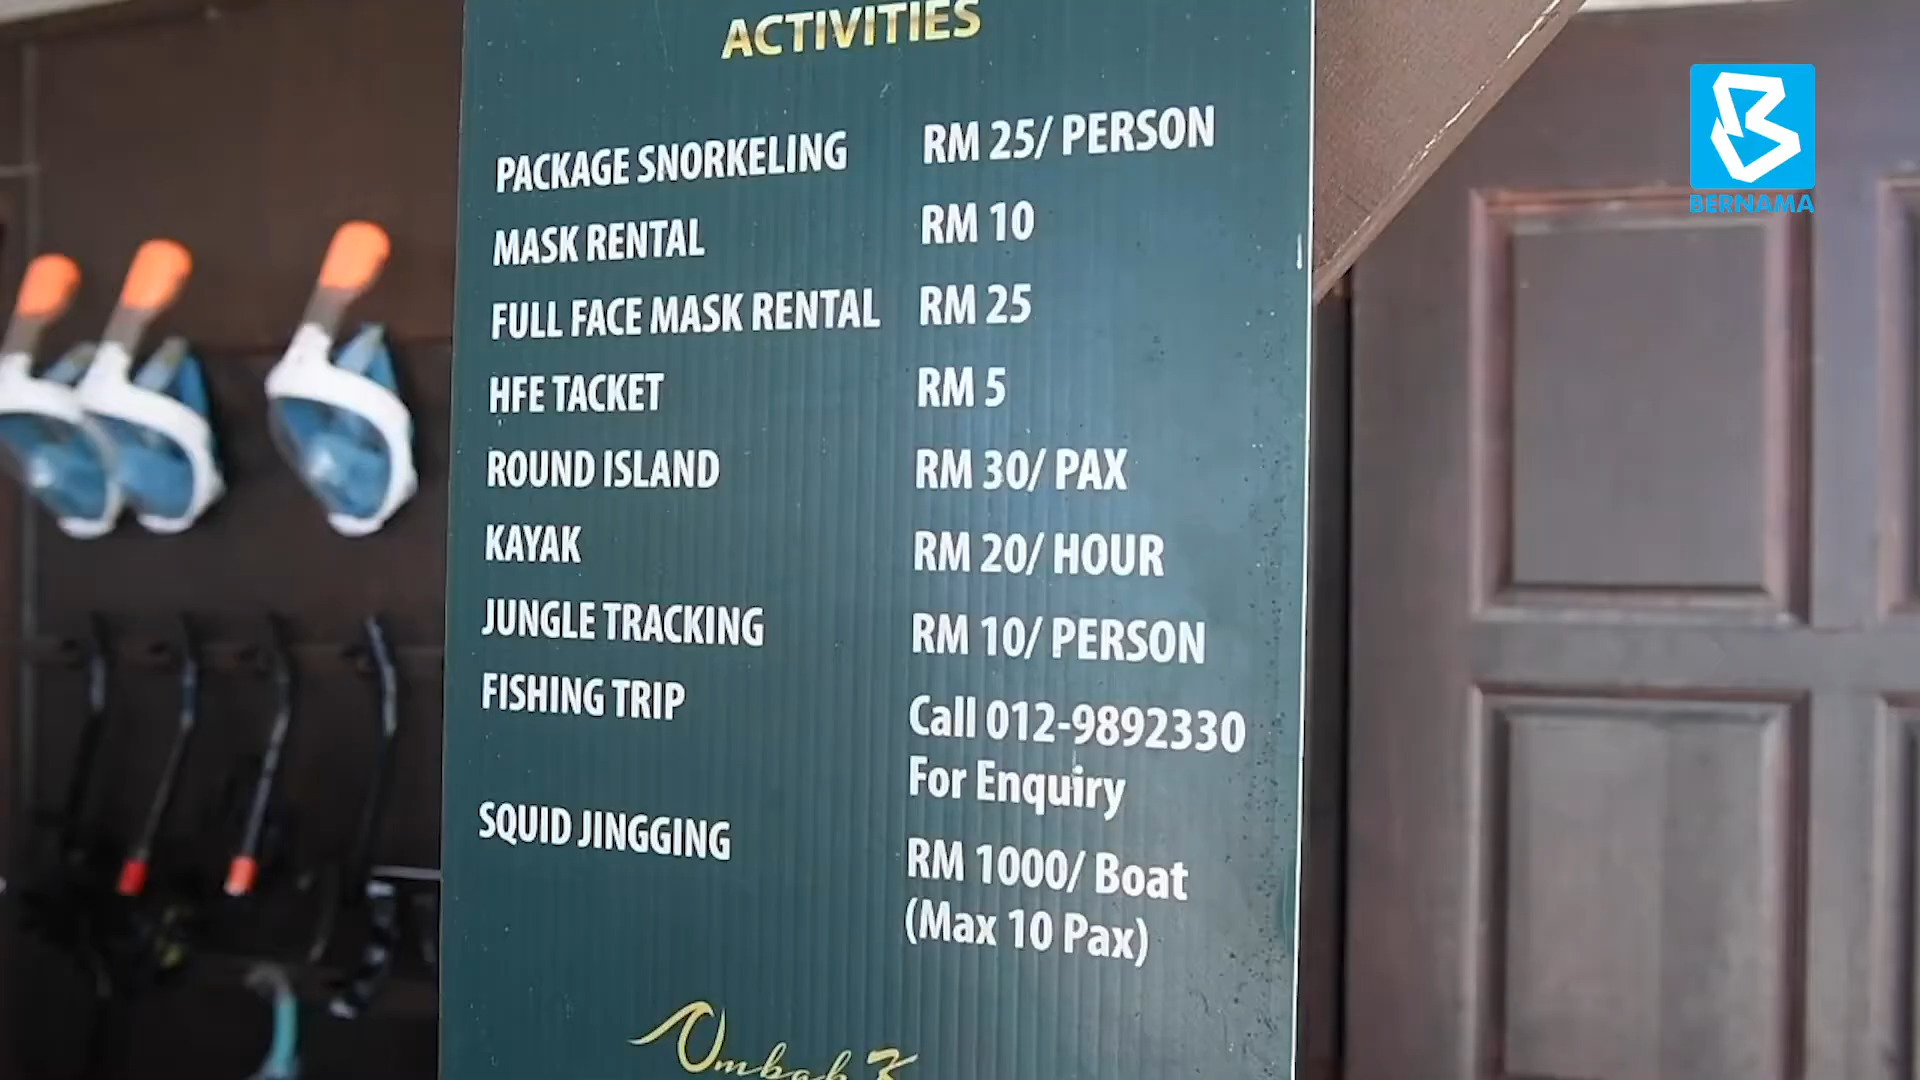 ACTIVITIES
PACKAGE SNORKELING RM 25/ PERSON
MASK RENTAL RM 10
FULL FACE MASK RENTAL RM 25
HFE TACKET RM 5
ROUND ISLAND RM 30/ PAX
KAYAK RM 20/ HOUR
JUNGLE TRACKING RM 10/ PERSON
FISHING TRIP Call 012-9892330
For Enquiry
SQUID JINGGING RM 1000/ Boat
(Max 10 Pax)
Ombak K
BERNAMA